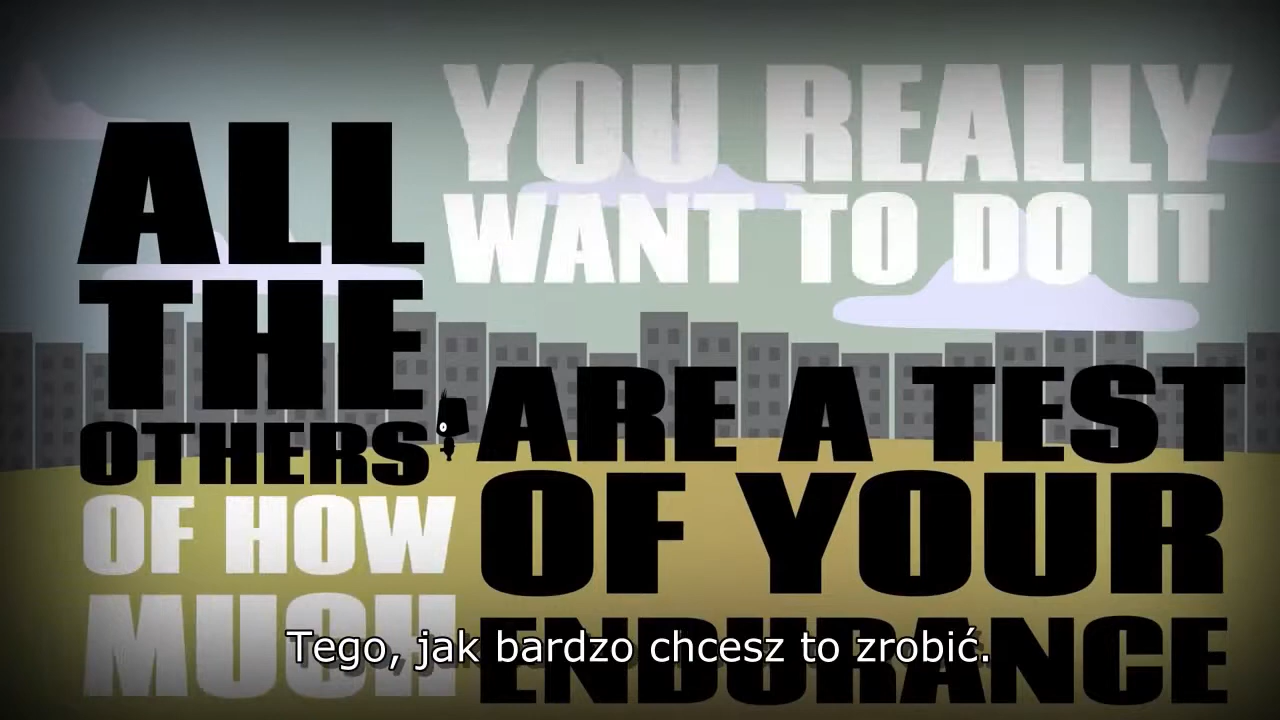 ALL
THE
OTHERS
ARE A TEST
OF YOUR
ENDURANCE
OF HOW
MUCH
YOU REALLY
WANT TO DO IT
Tego, jak bardzo chcesz to zrobić.